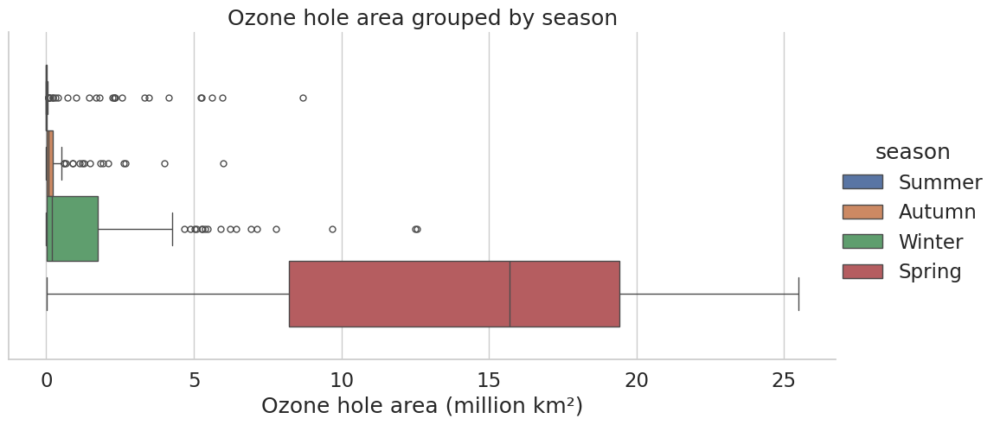 Ozone hole area grouped by season
season
Summer
Autumn
Winter
Spring
0 5 10 15 20 25
Ozone hole area (million km²)